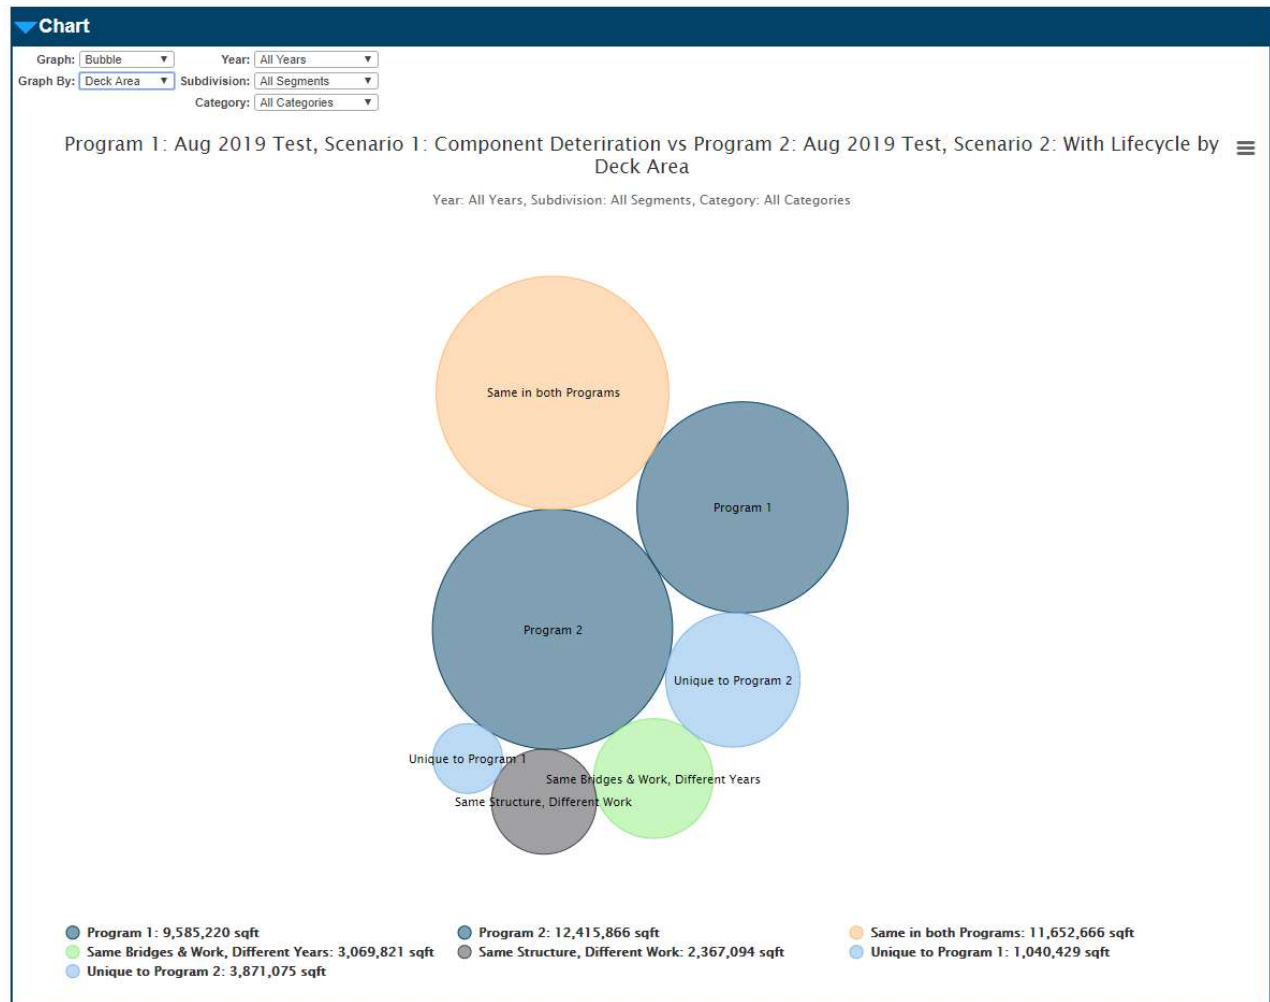 Chart
Graph: Bubble Year: All Years
Graph By: Deck Area Subdivision: All Segments
Category: All Categories
Program 1: Aug 2019 Test, Scenario 1: Component Deteriration vs Program 2: Aug 2019 Test, Scenario 2: With Lifecycle by
Deck Area
Year: All Years, Subdivision: All Segments, Category: All Categories
Same in both Programs
Program 1
Program 2
Unique to Program 2
Unique to Program 1
Same Bridges & Work, Different Years
Same Structure, Different Work
Program 1: 9,585,220 sqft Program 2: 12,415,866 sqft Same in both Programs: 11,652,666 sqft
Same Bridges & Work, Different Years: 3,069,821 sqft Same Structure, Different Work: 2,367,094 sqft Unique to Program 1: 1,040,429 sqft
Unique to Program 2: 3,871,075 sqft